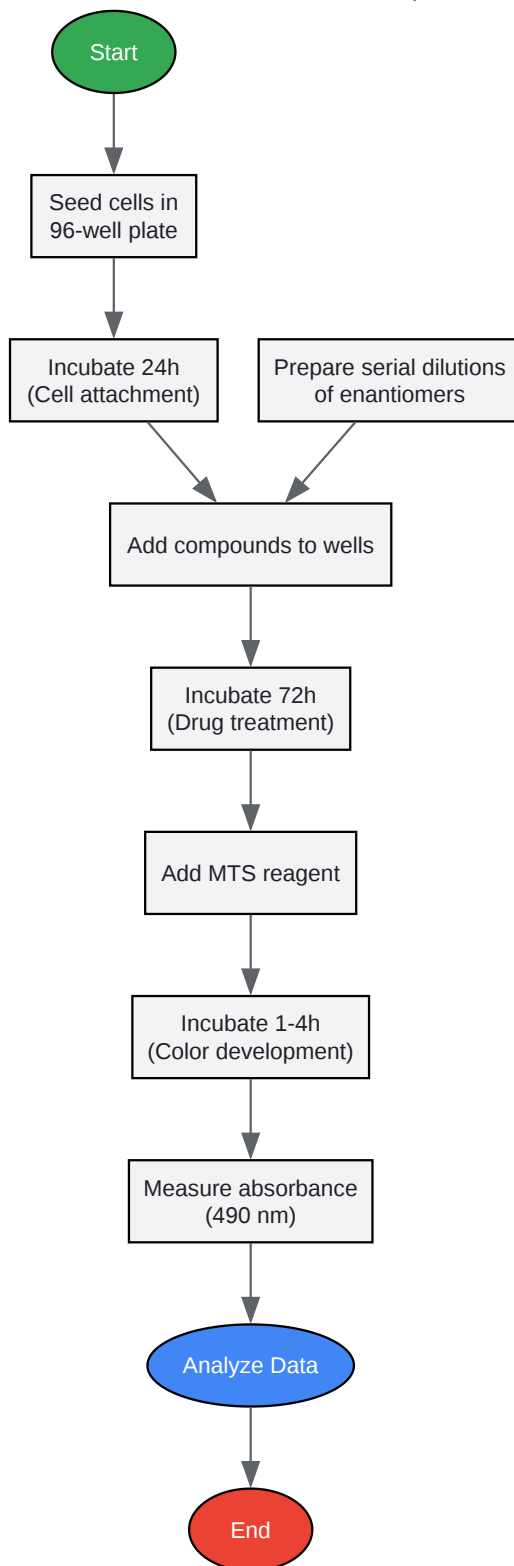 Start
Seed cells in
96-well plate
Incubate 24h
(Cell attachment)
Prepare serial dilutions
of enantiomers
Add compounds to wells
Incubate 72h
(Drug treatment)
Add MTS reagent
Incubate 1-4h
(Color development)
Measure absorbance
(490 nm)
Analyze Data
End